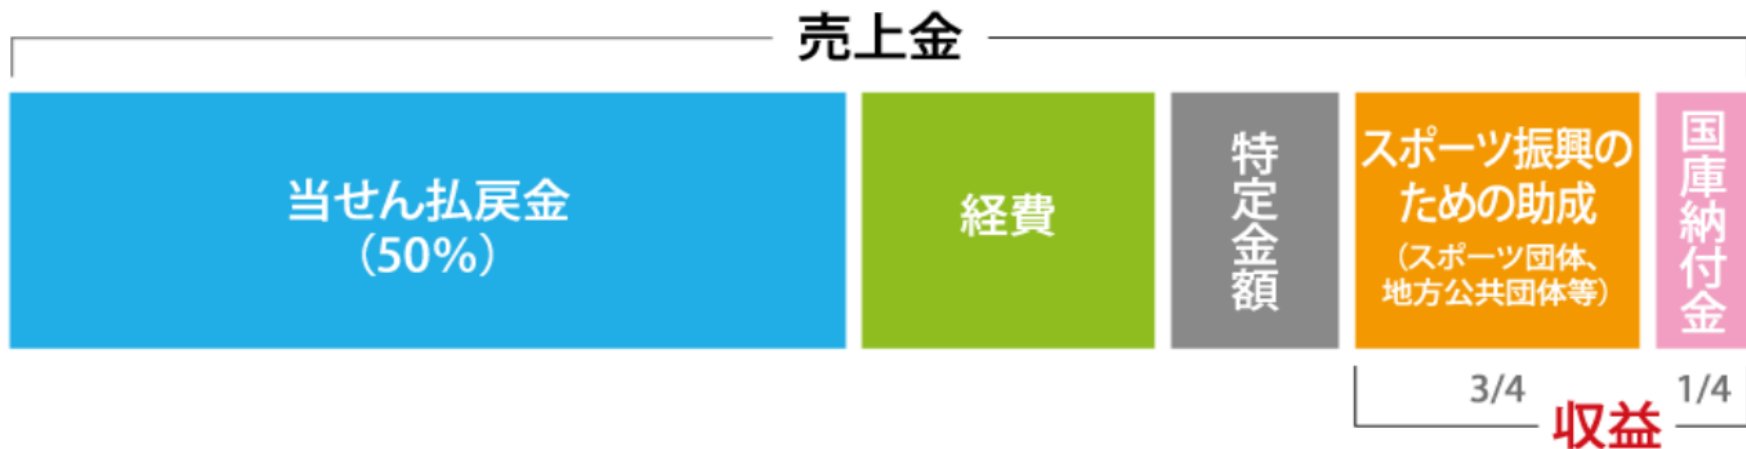 売上金
当せん払戻金
（50%）
経費
特定金額
スポーツ振興の
ための助成
（スポーツ団体、
地方公共団体等）
国庫納付金
3/4
1/4
収益